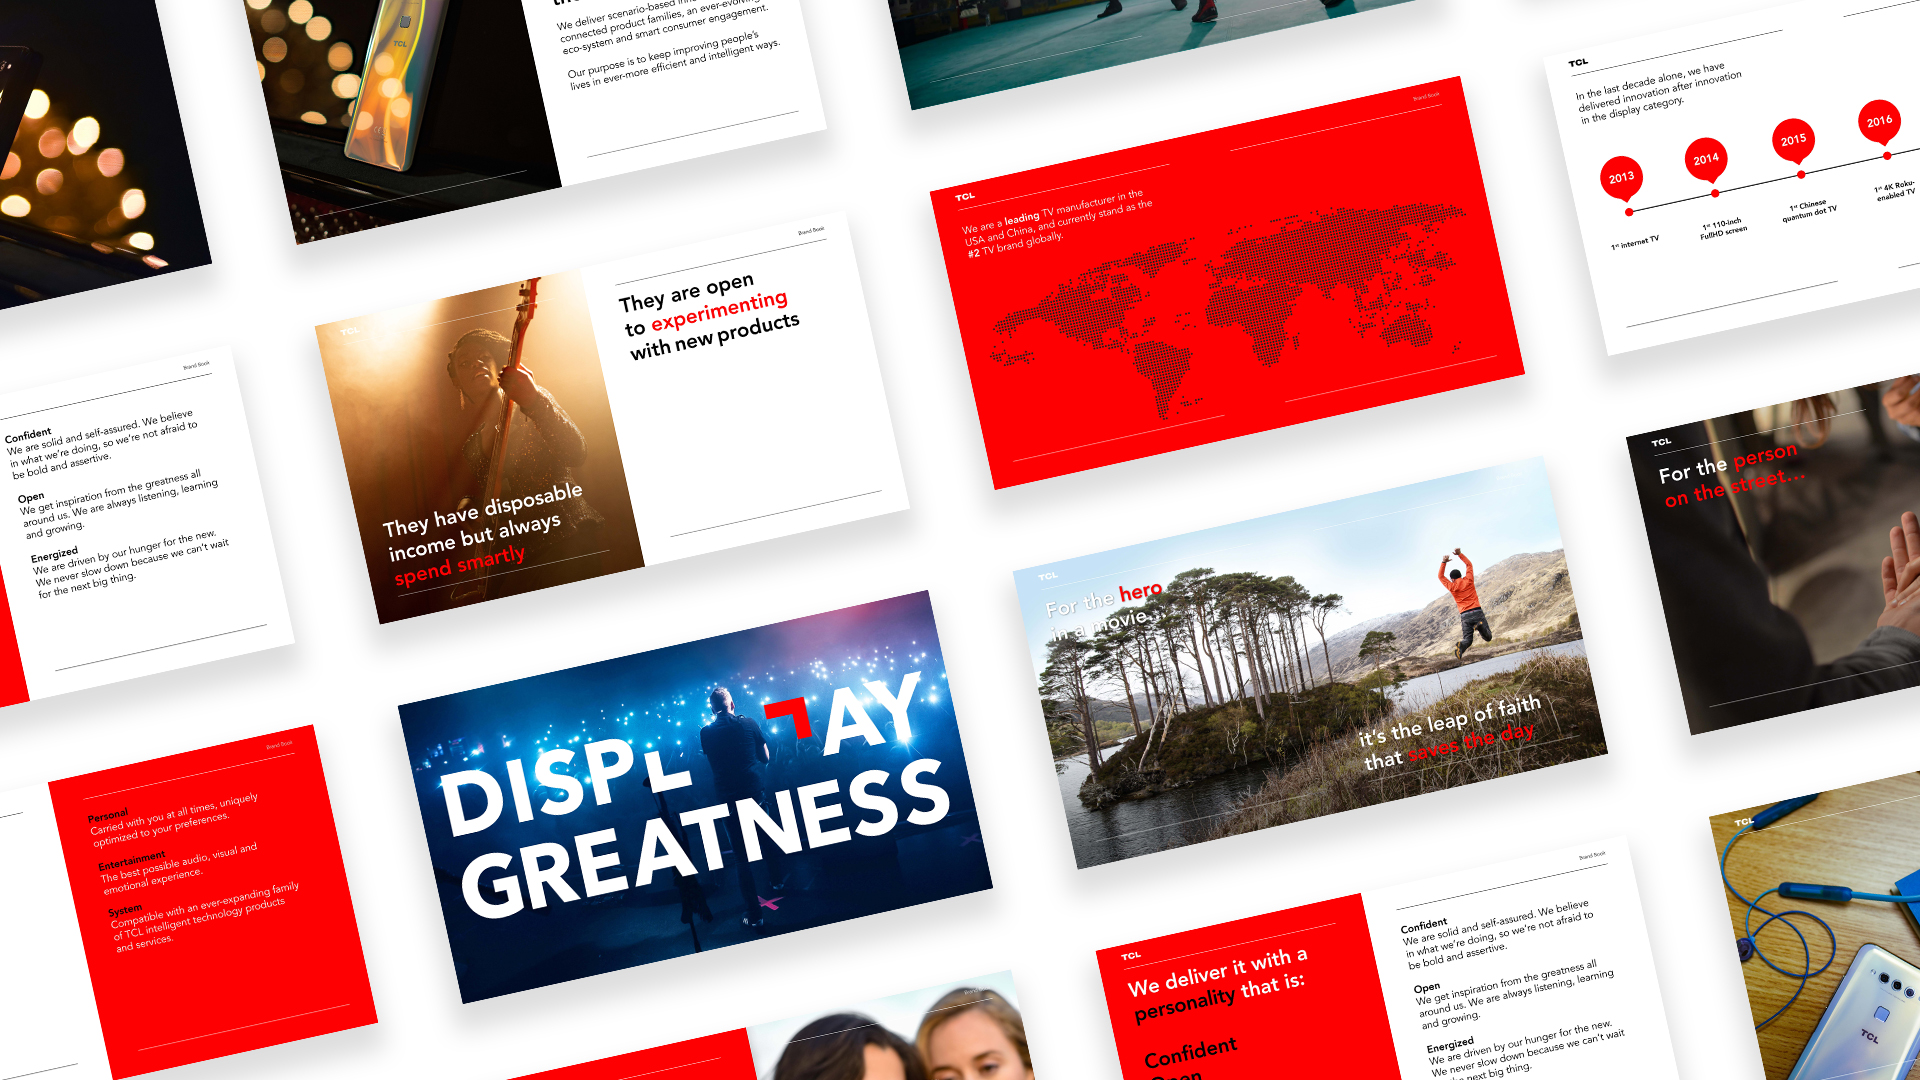 We deliver scenario-based
connected product families, an ever-evolving
eco-system and smart consumer engagement.
Our purpose is to keep improving people's
lives in ever-more efficient and intelligent ways.
TCL
TCL
In the last decade alone, we have
delivered innovation after innovation
in the display category.
2013
2014
2015
2016
1st internet TV
1st 110-inch
FullHD screen
1st Chinese
quantum dot TV
1st 4K Roku-
enabled TV
Brand Book
TCL
We are a leading TV manufacturer in the
USA and China, and currently stand as the
#2 TV brand globally.
Brand Book
TCL
They are open
to experimenting
with new products
They have disposable
income but always
spend smartly
Brand Book
Confident
We are solid and self-assured. We believe
in what we're doing, so we're not afraid to
be bold and assertive.
Open
We get inspiration from the greatness all
around us. We are always listening, learning
and growing.
Energized
We are driven by our hunger for the new.
We never slow down because we can't wait
for the next big thing.
TCL
For the person
on the street...
TCL
For the hero
in a movie...
it's the leap of faith
that saves the day
DISPLAY
GREATNESS
Brand Book
Personal
Carried with you at all times, uniquely
optimized to your preferences.
Entertainment
The best possible audio, visual and
emotional experience.
System
Compatible with an ever-expanding family
of TCL intelligent technology products
and services.
TCL
TCL
Brand Book
TCL
We deliver it with a
personality that is:
Confident
Open
Confident
We are solid and self-assured. We believe
in what we're doing, so we're not afraid to
be bold and assertive.
Open
We get inspiration from the greatness all
around us. We are always listening, learning
and growing.
Energized
We are driven by our hunger for the new.
We never slow down because we can't wait
the next big thing.